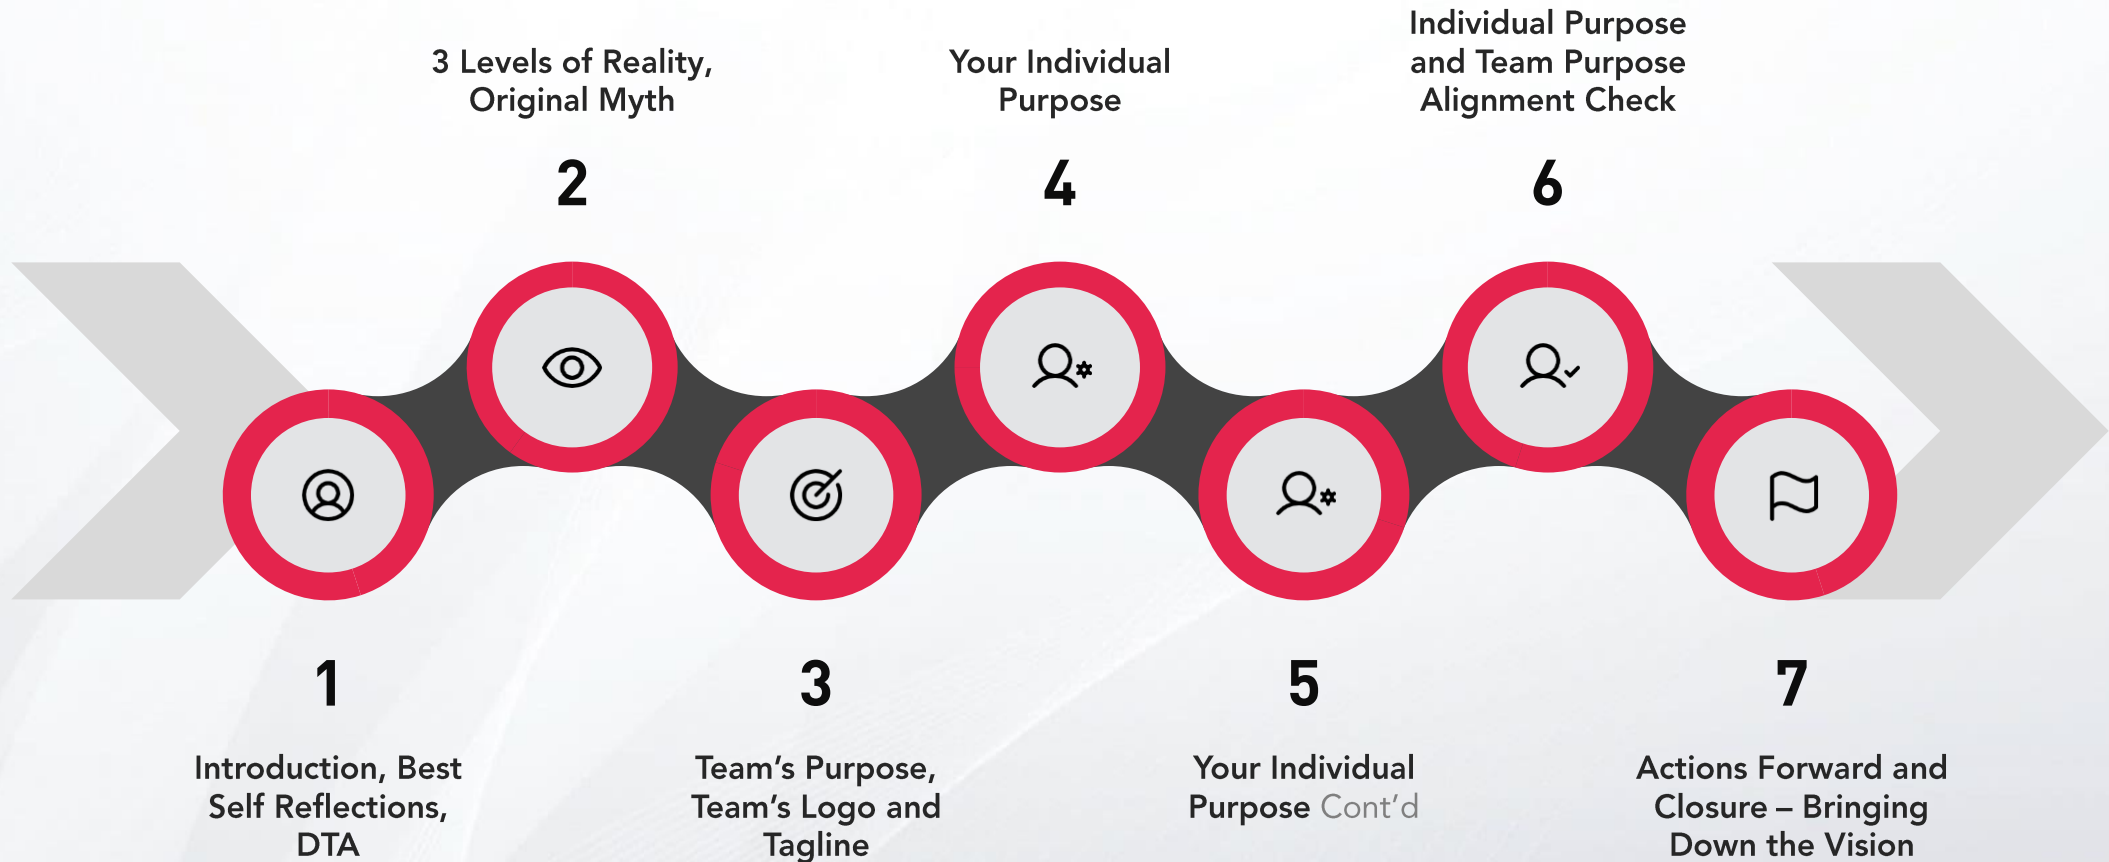 3 Levels of Reality,
Original Myth
2
Your Individual
Purpose
4
Individual Purpose
and Team Purpose
Alignment Check
6
1
Introduction, Best
Self Reflections,
DTA
3
Team's Purpose,
Team's Logo and
Tagline
5
Your Individual
Purpose Cont'd
7
Actions Forward and
Closure – Bringing
Down the Vision